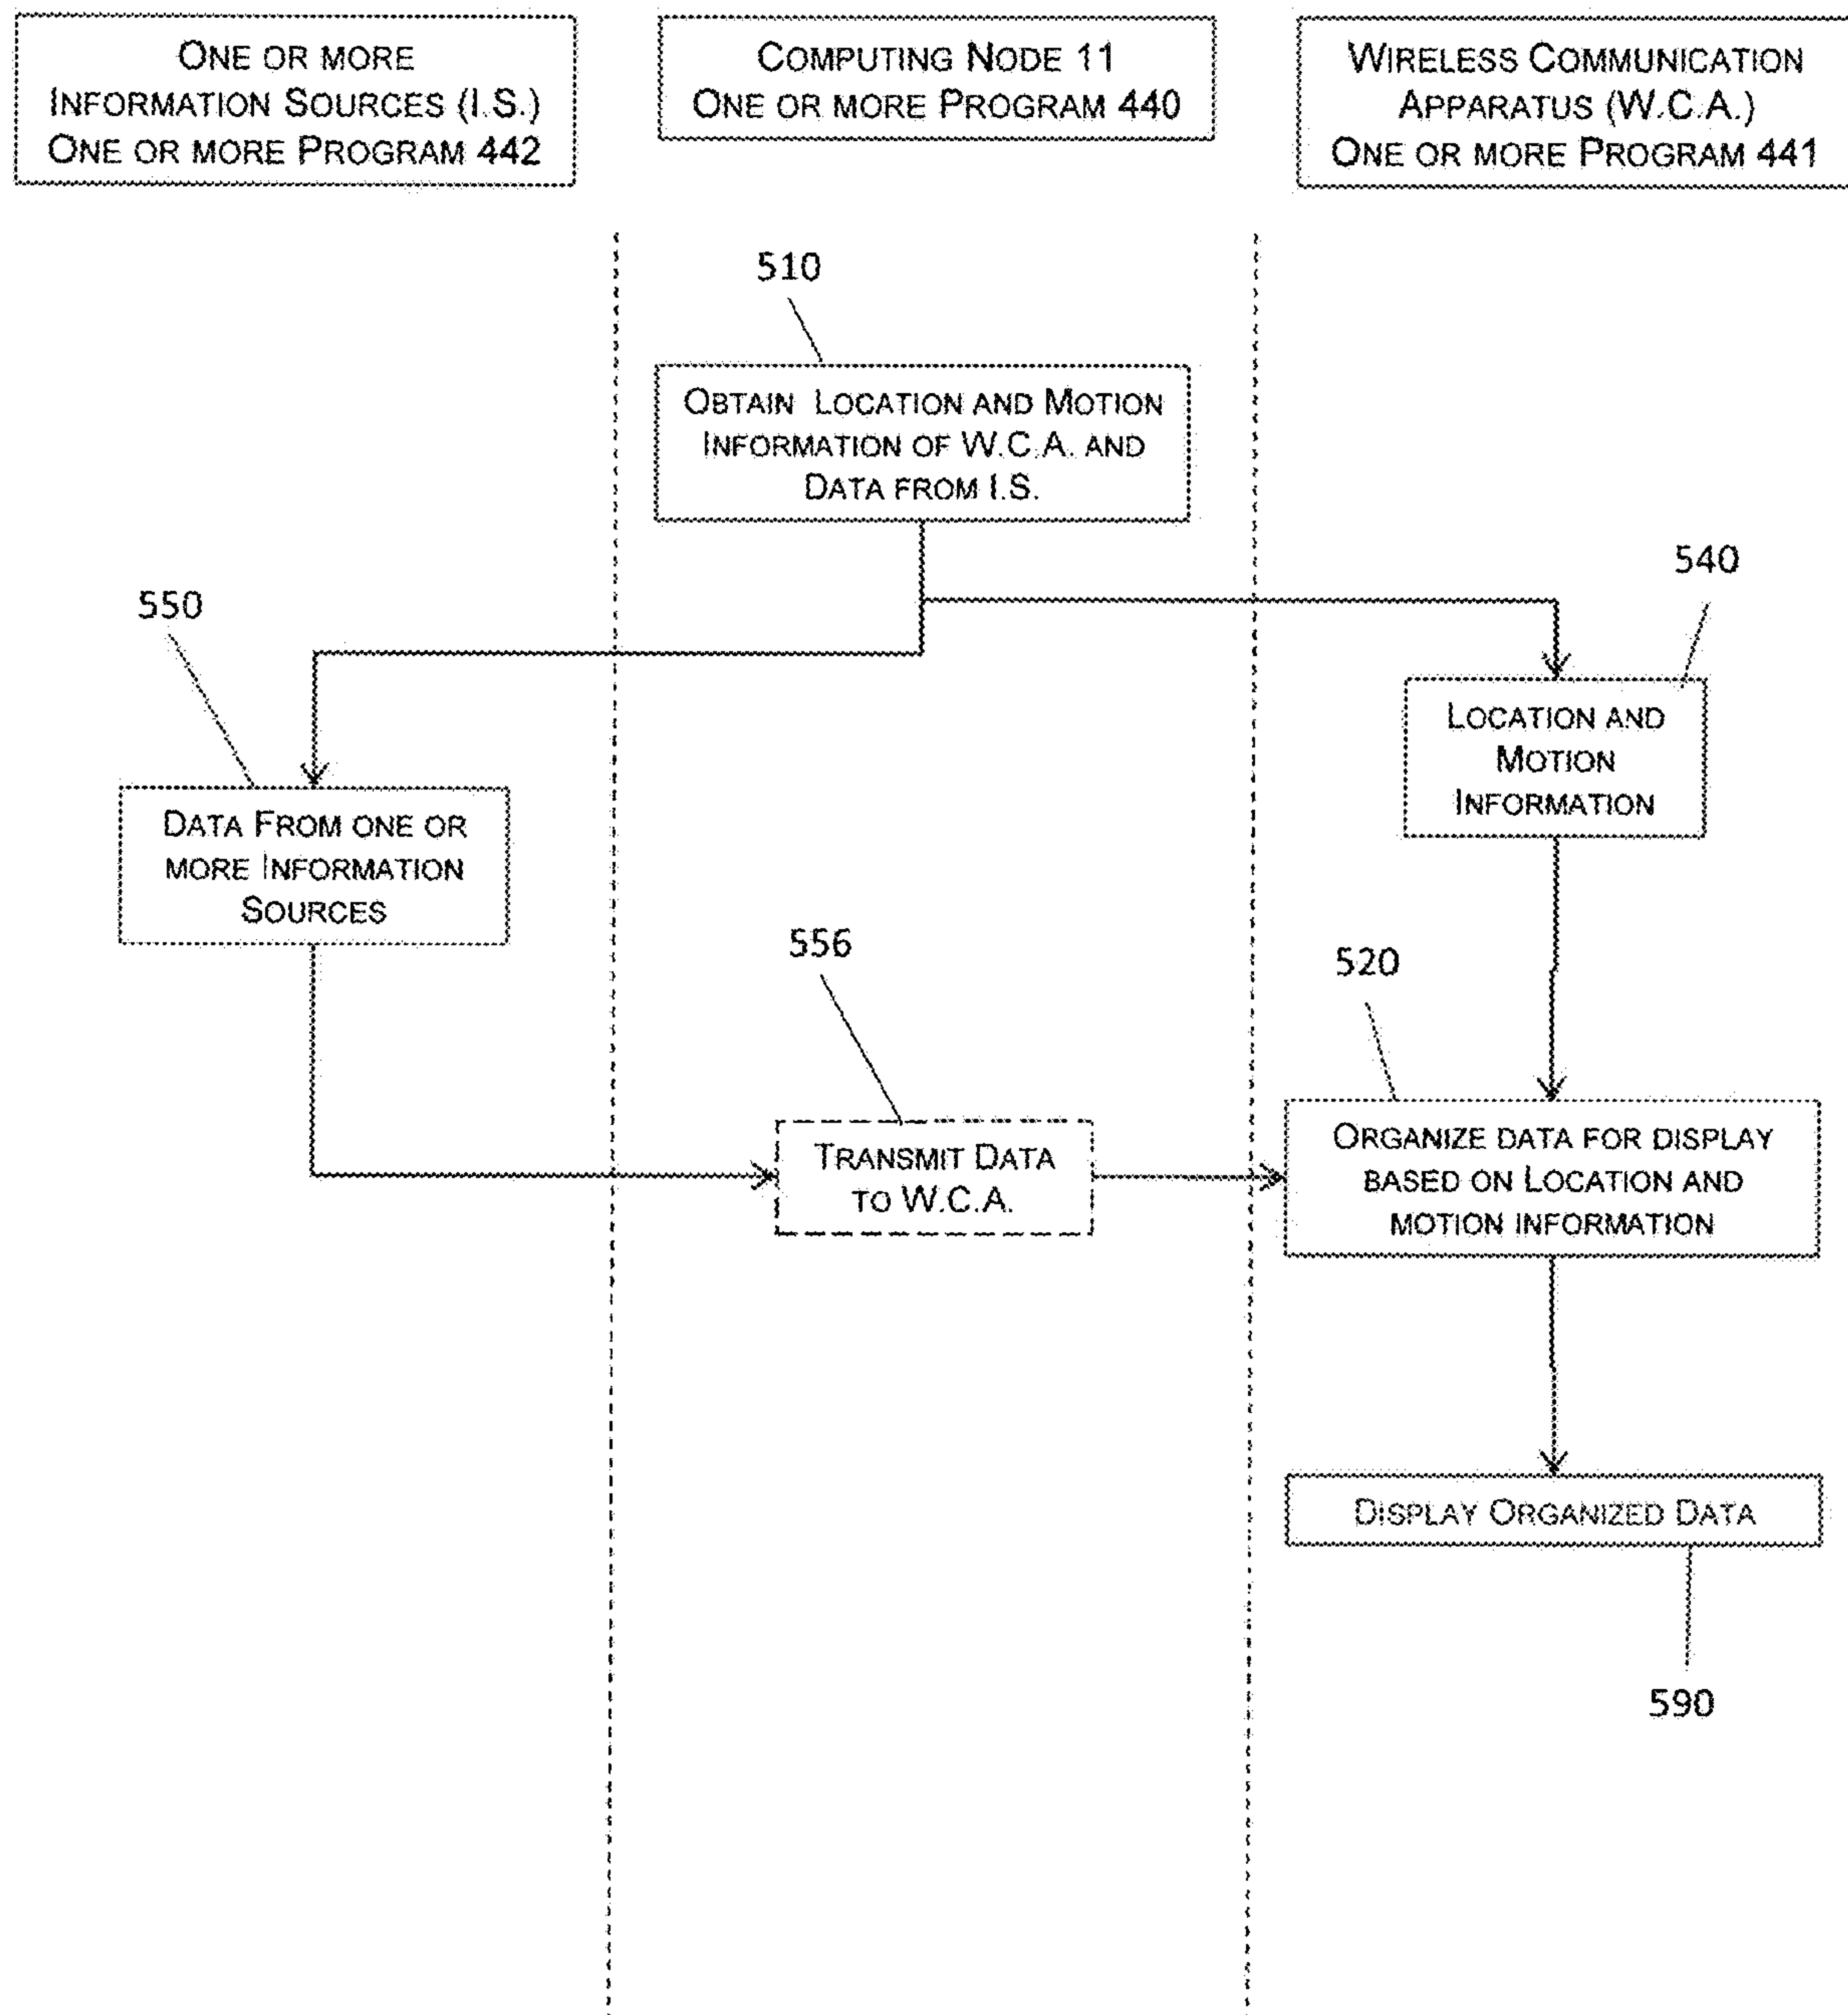 ONE OR MORE
INFORMATION SOURCES (I.S.)
ONE OR MORE PROGRAM 442
COMPUTING NODE 11
ONE OR MORE PROGRAM 440
WIRELESS COMMUNICATION
APPARATUS (W.C.A.)
ONE OR MORE PROGRAM 441
510
OBTAIN LOCATION AND MOTION
INFORMATION OF W.C.A. AND
DATA FROM I.S.
540
550
LOCATION AND
MOTION
INFORMATION
DATA FROM ONE OR
MORE INFORMATION
SOURCES
556
520
TRANSMIT DATA
TO W.C.A.
ORGANIZE DATA FOR DISPLAY
BASED ON LOCATION AND
MOTION INFORMATION
DISPLAY ORGANIZED DATA
590